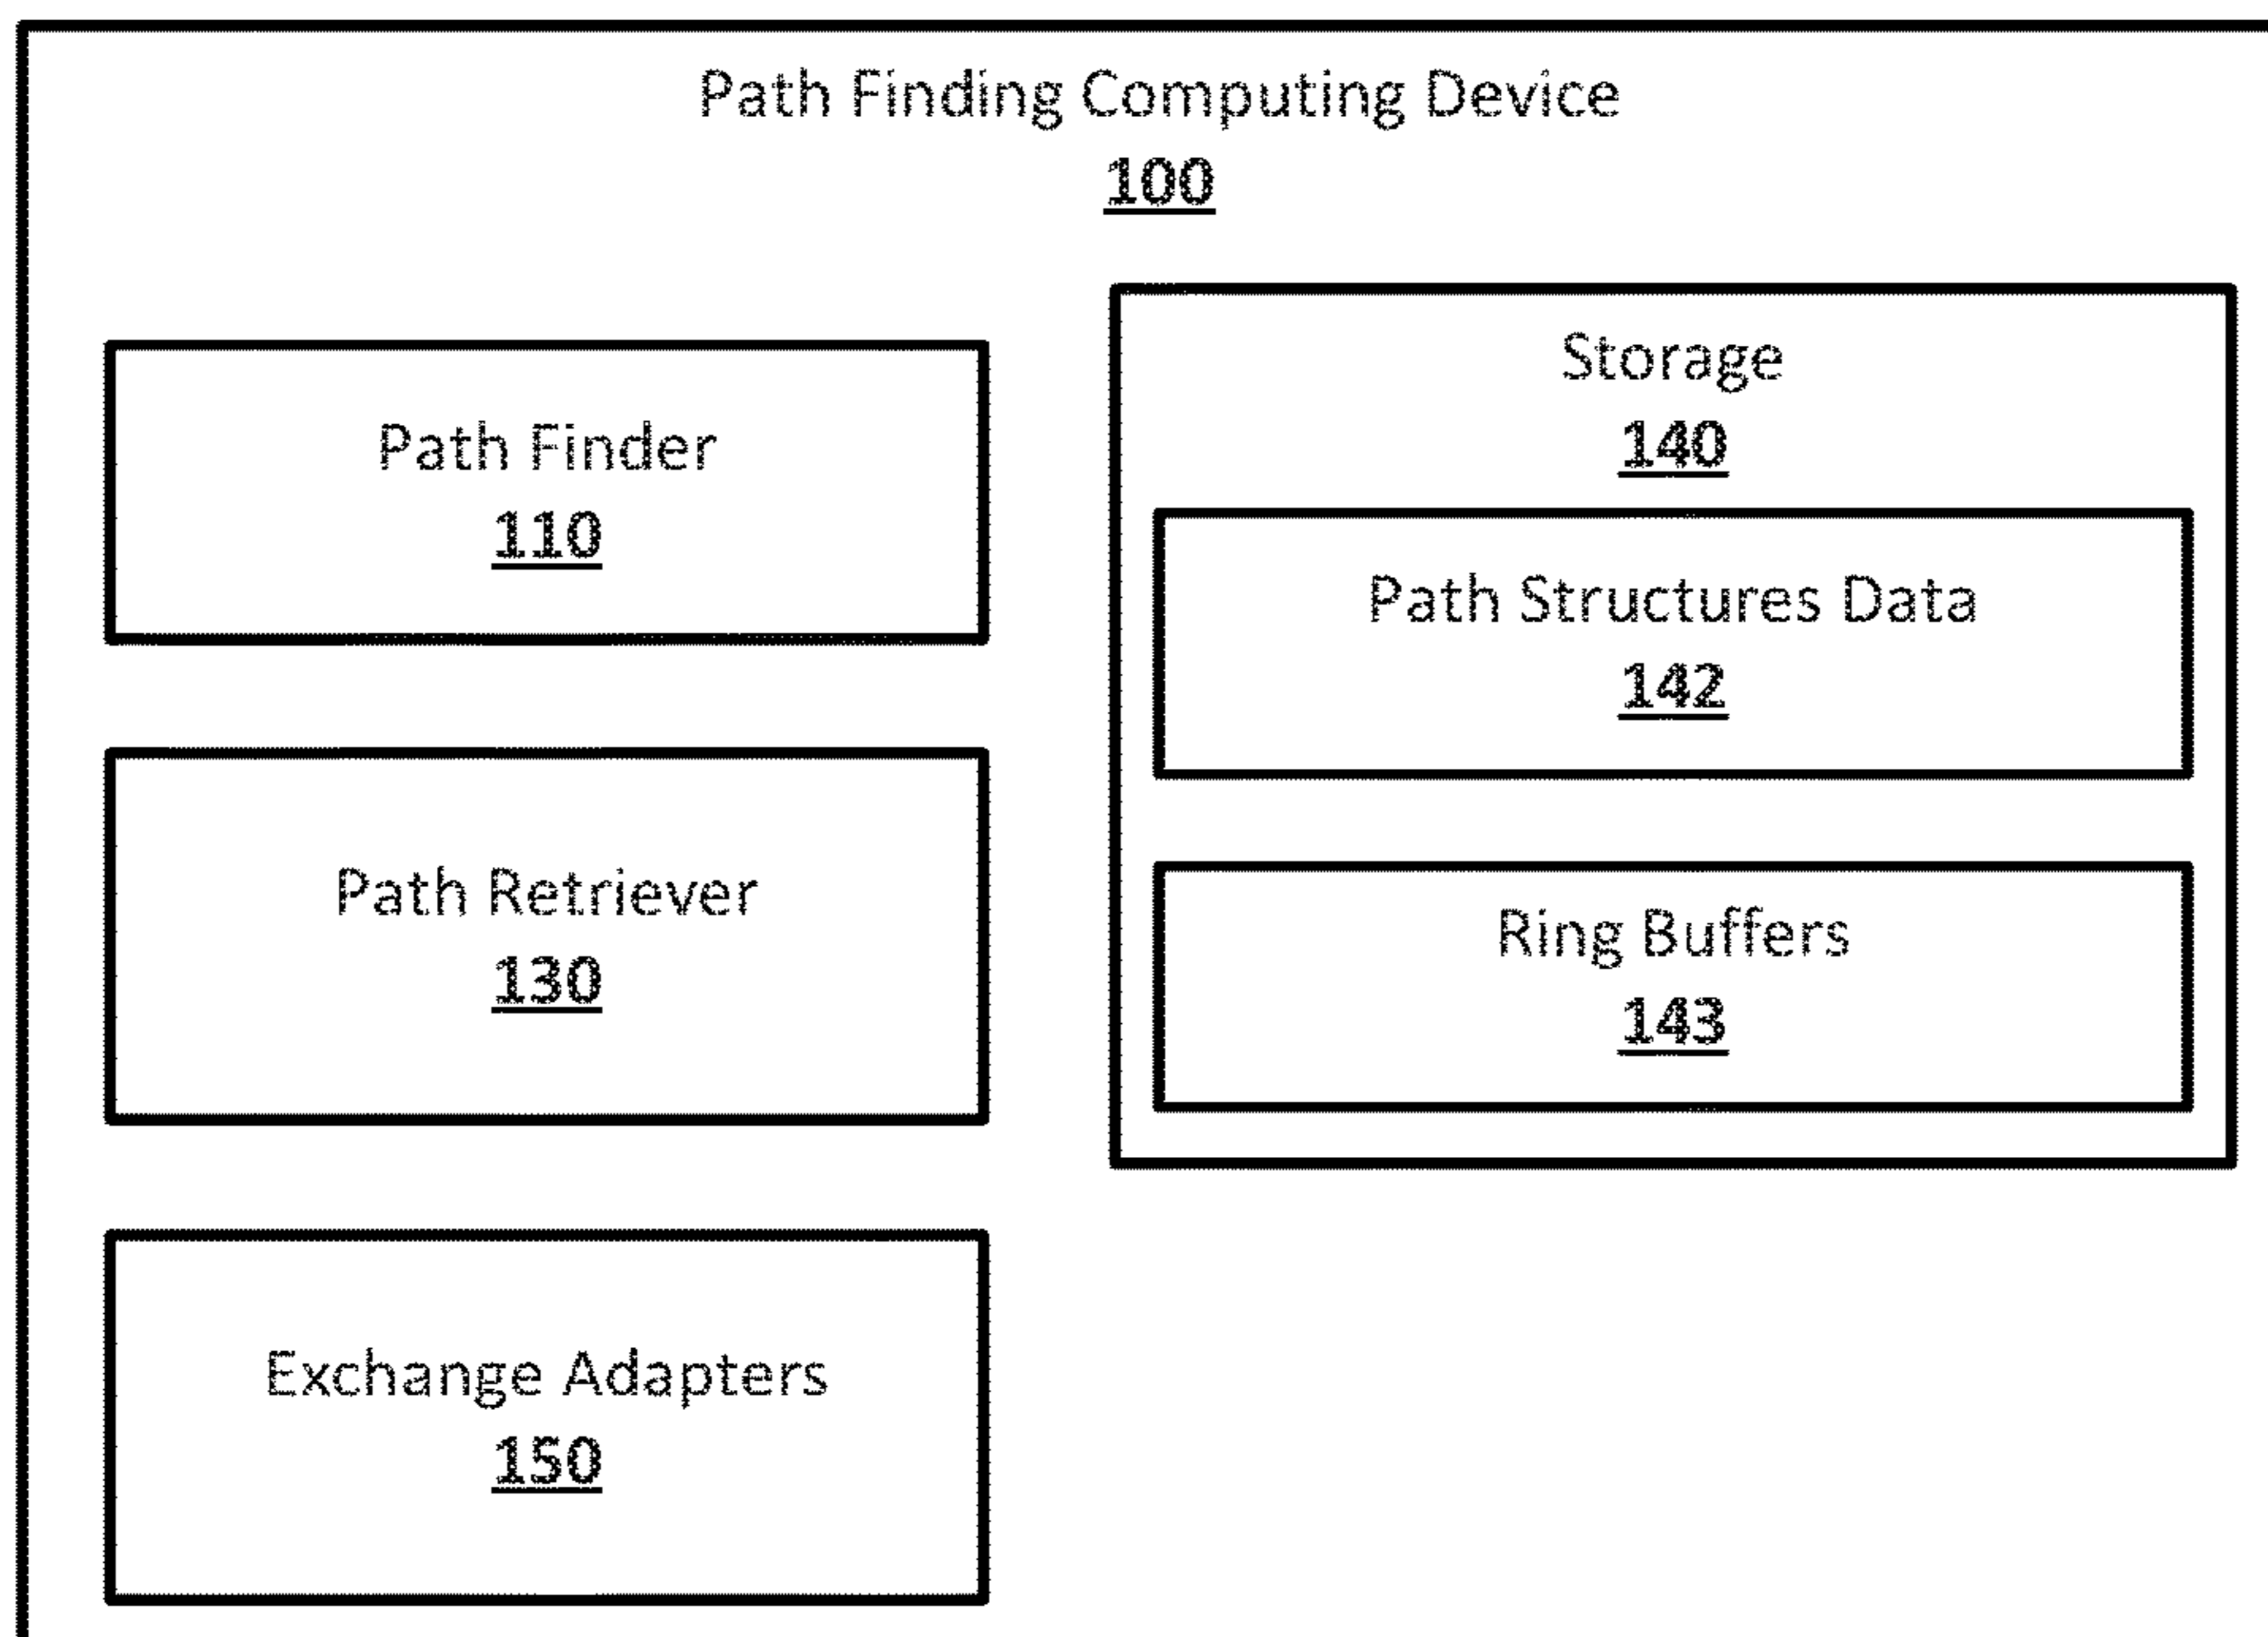 Path Finding Computing Device
100
Path Finder
110
Path Retriever
130
Exchange Adapters
150
Storage
140
Path Structures Data
142
Ring Buffers
143